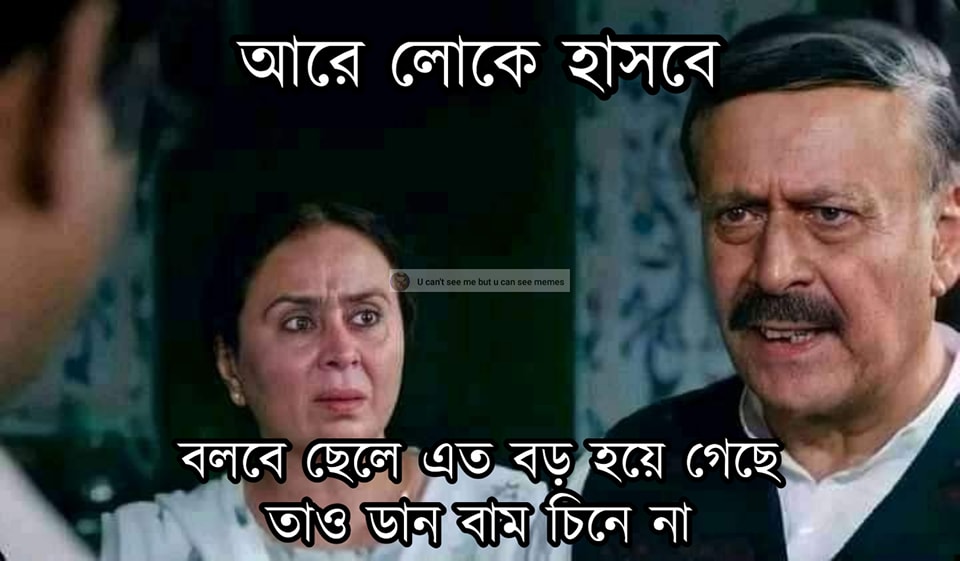 আরে লোকে হাসবে
U can't see me but u can see memes
বলবে ছেলে এত বড় হয়ে গেছে
তাও ডান বাম চিনে না